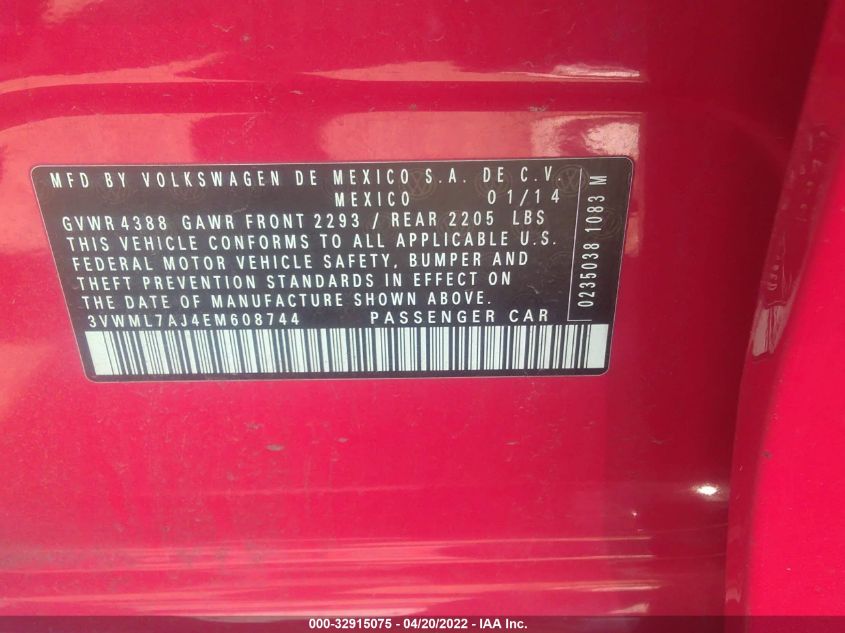 MFD BY VOLKSWAGEN DE MEXICO S.A. DE C.V.
MEXICO 01/14
GVWR 4388 GAWR FRONT 2293 / REAR 2205 LBS
THIS VEHICLE CONFORMS TO ALL APPLICABLE U.S.
FEDERAL MOTOR VEHICLE SAFETY, BUMPER AND
THEFT PREVENTION STANDARDS IN EFFECT ON
THE DATE OF MANUFACTURE SHOWN ABOVE.
3VWML7AJ4EM608744 PASSENGER CAR
0235038 1083 M
000-32915075 - 04/20/2022 - IAA Inc.